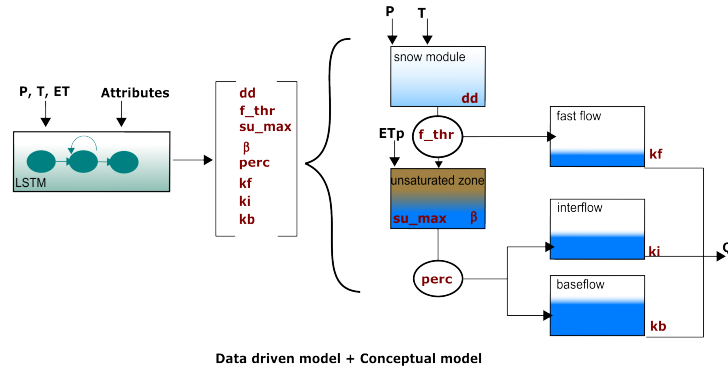 P, T, ET
Attributes
LSTM
dd
f_thr
su_max
β
perc
kf
ki
kb
P
T
snow module
dd
f_thr
ETp
unsaturated zone
su_max
β
perc
fast flow
kf
interflow
ki
baseflow
kb
Data driven model + Conceptual model